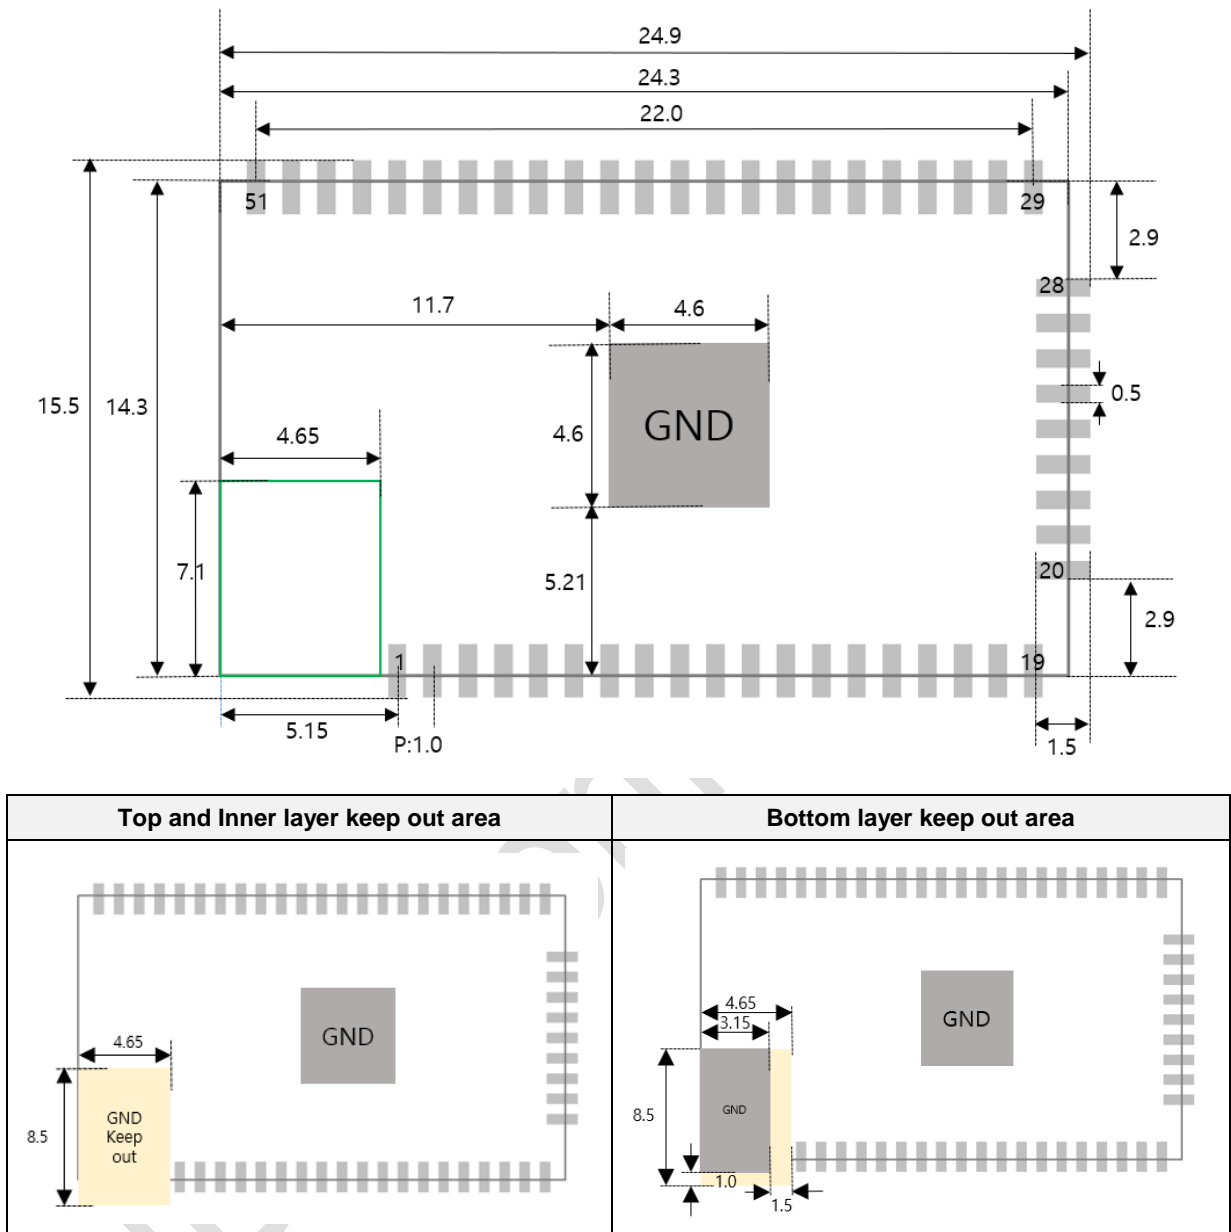 24.9
24.3
22.0
51
29
2.9
28
11.7
4.6
15.5
14.3
0.5
4.65
4.6
GND
7.1
5.21
20
2.9
1
19
5.15
P:1.0
1.5
Top and Inner layer keep out area
Bottom layer keep out area
4.65
GND
8.5
GND
Keep
out
4.65
3.15
GND
8.5
GND
1.0
1.5